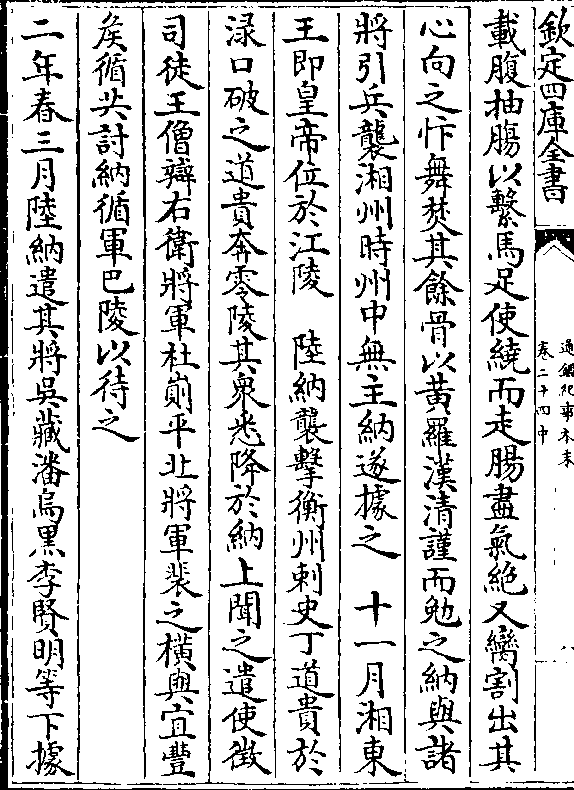 欽定四庫全書
通鑑紀事本末
卷二十四中
八
載腹抽腸以繫馬足使繞而走腸盡氣絶又臠割出其
心向之忭舞焚其餘骨以黄羅漢清謹而勉之納與諸
將引兵襲湘州時州中無主納遂據之　十一月湘東
王即皇帝位於江陵　陸納襲擊衡州刺史丁道貴於
渌口破之道貴奔零陵其衆悉降於納上聞之遣使徴
司徒王僧辯右衛將軍杜崱平北將軍裴之横與宜豐
侯循共討納循軍巴陵以待之
二年春三月陸納遣其將吳藏潘烏黑李賢明等下據